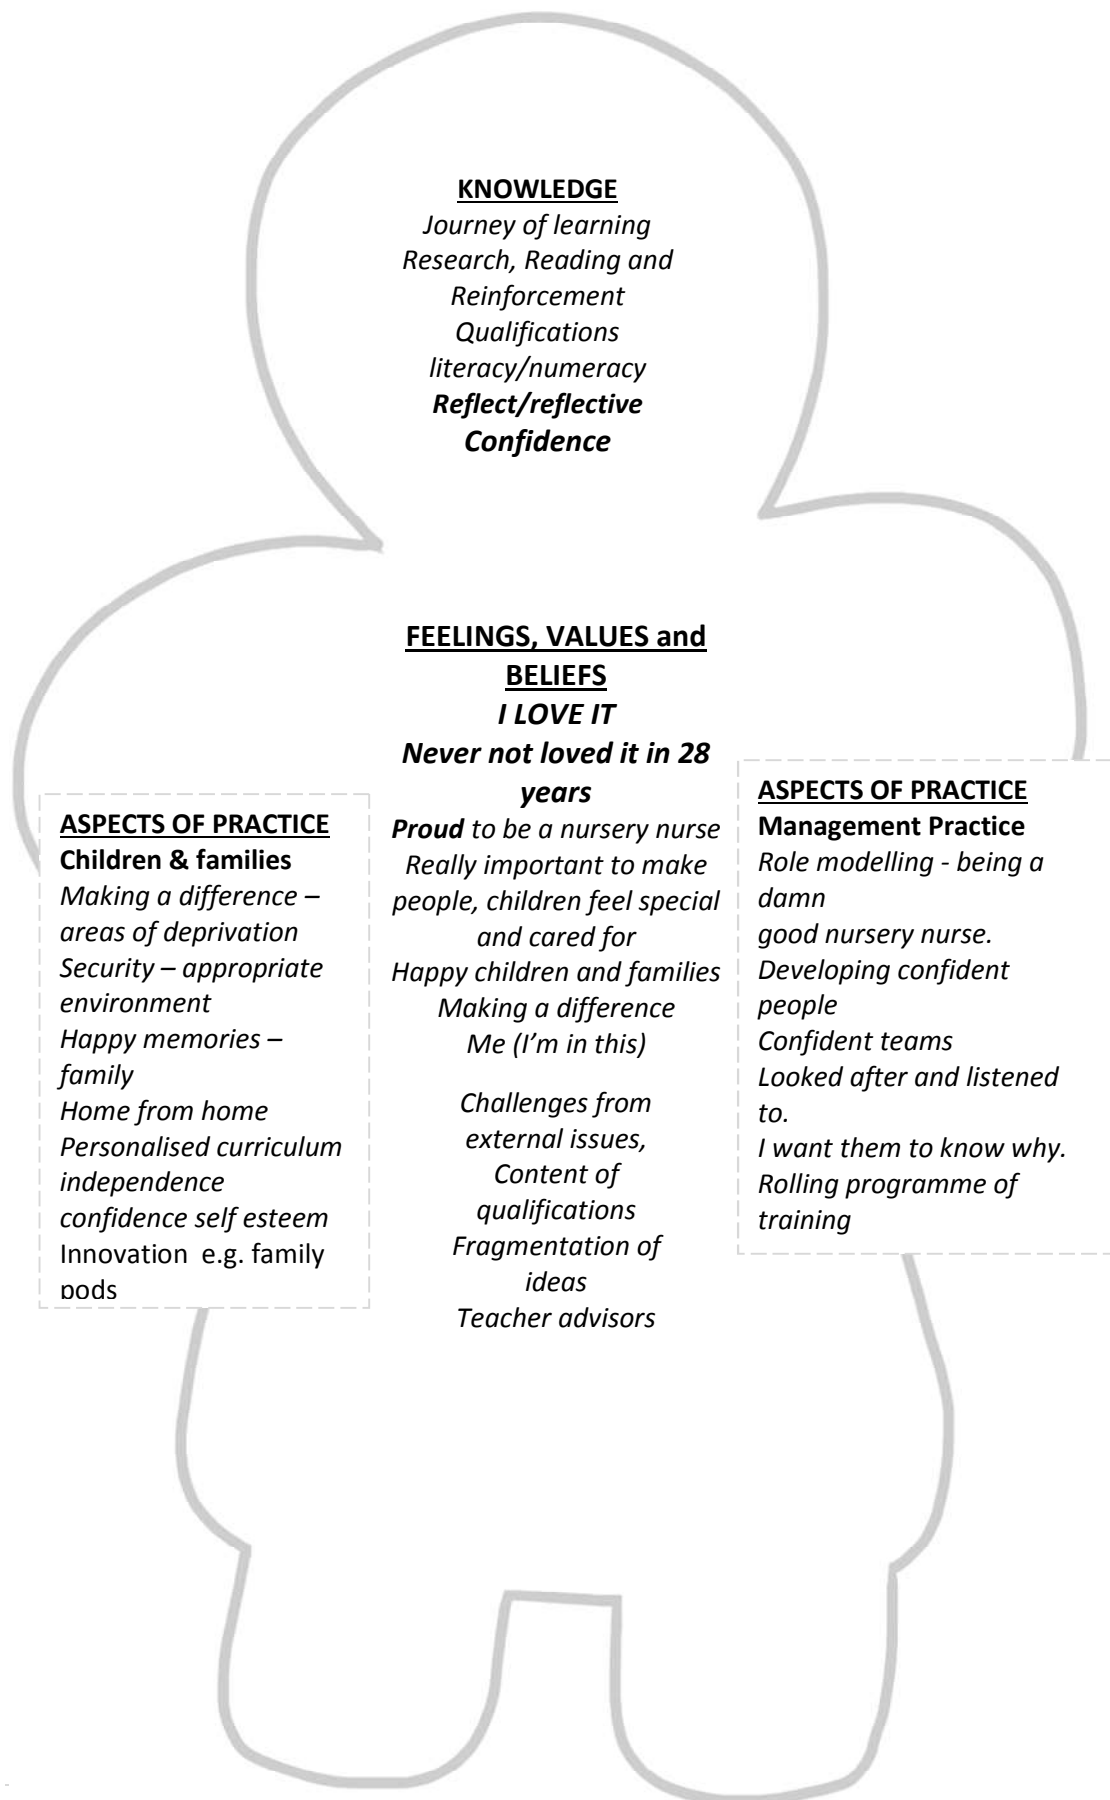 KNOWLEDGE
Journey of learning
Research, Reading and
Reinforcement
Qualifications
literacy/numeracy
Reflect/reflective
Confidence
FEELINGS, VALUES and
BELIEFS
I LOVE IT
Never not loved it in 28
years
Proud to be a nursery nurse
Really important to make
people, children feel special
and cared for
Happy children and families
Making a difference
Me (I’m in this)
Challenges from
external issues,
Content of
qualifications
Fragmentation of
ideas
Teacher advisors
ASPECTS OF PRACTICE
Children & families
Making a difference –
areas of deprivation
Security – appropriate
environment
Happy memories –
family
Home from home
Personalised curriculum
independence
confidence self esteem
Innovation e.g. family
pods
ASPECTS OF PRACTICE
Management Practice
Role modelling - being a
damn
good nursery nurse.
Developing confident
people
Confident teams
Looked after and listened
to.
I want them to know why.
Rolling programme of
training